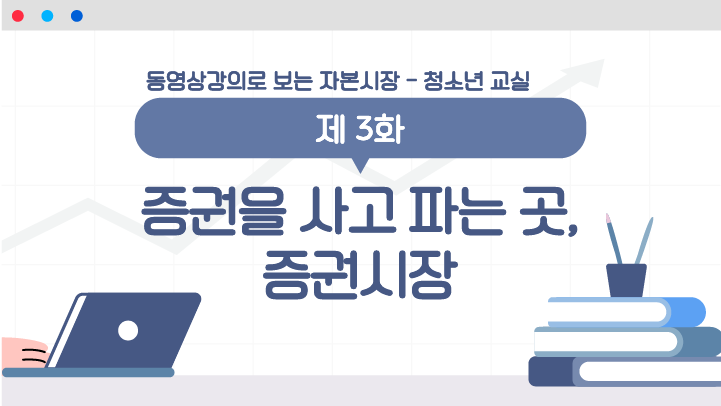 동영상강의로 보는 자본시장 - 청소년 교실
제 3화
증권을 사고 파는 곳,
증권시장